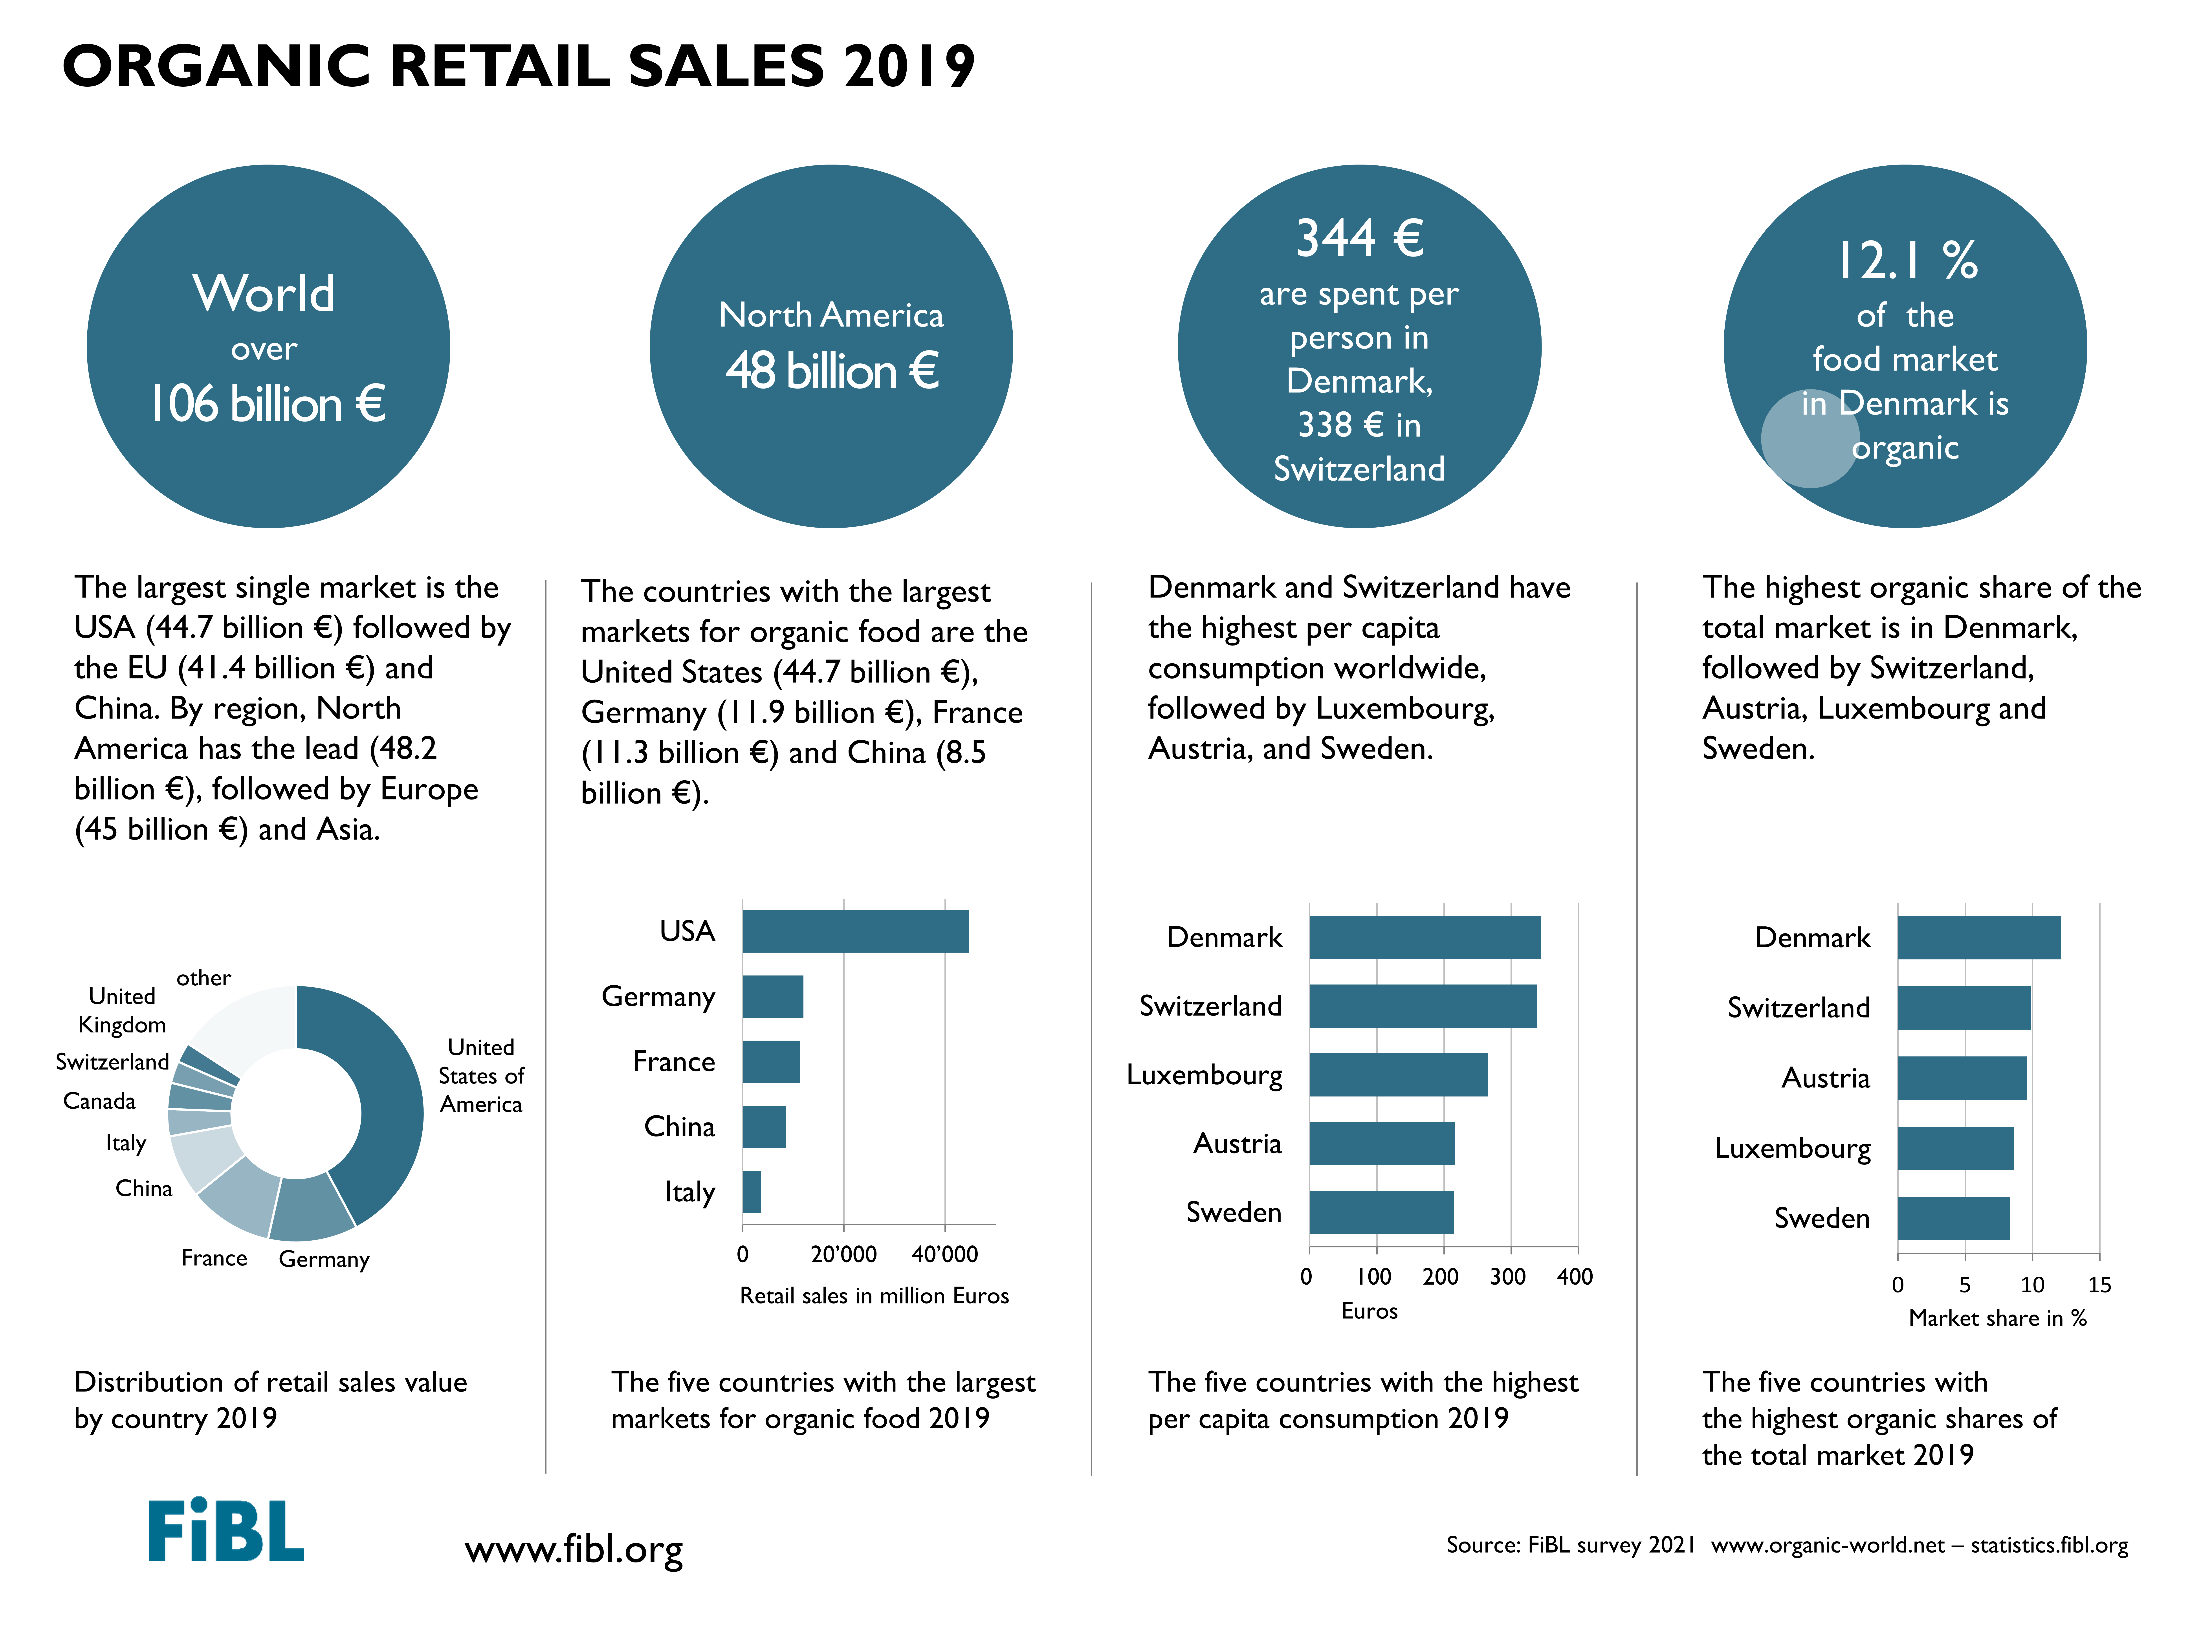 ORGANIC RETAIL SALES 2019
World
over
106 billion €
North America
48 billion €
344 €
are spent per
person in
Denmark,
338 € in
Switzerland
12.1 %
of the
food market
in Denmark is
organic
The largest single market is the
USA (44.7 billion €) followed by
the EU (41.4 billion €) and
China. By region, North
America has the lead (48.2
billion €), followed by Europe
(45 billion €) and Asia.
The countries with the largest
markets for organic food are the
United States (44.7 billion €),
Germany (11.9 billion €), France
(11.3 billion €) and China (8.5
billion €).
Denmark and Switzerland have
the highest per capita
consumption worldwide,
followed by Luxembourg,
Austria, and Sweden.
The highest organic share of the
total market is in Denmark,
followed by Switzerland,
Austria, Luxembourg and
Sweden.
other
United
Kingdom
Switzerland
Canada
Italy
China
France
Germany
United
States of
America
Distribution of retail sales value
by country 2019
USA
Germany
France
China
Italy
0 20’000 40’000
Retail sales in million Euros
The five countries with the largest
markets for organic food 2019
Denmark
Switzerland
Luxembourg
Austria
Sweden
0 100 200 300 400
Euros
The five countries with the highest
per capita consumption 2019
Denmark
Switzerland
Austria
Luxembourg
Sweden
0 5 10 15
Market share in %
The five countries with
the highest organic shares of
the total market 2019
FiBL
www.fibl.org
Source: FiBL survey 2021 www.organic-world.net – statistics.fibl.org